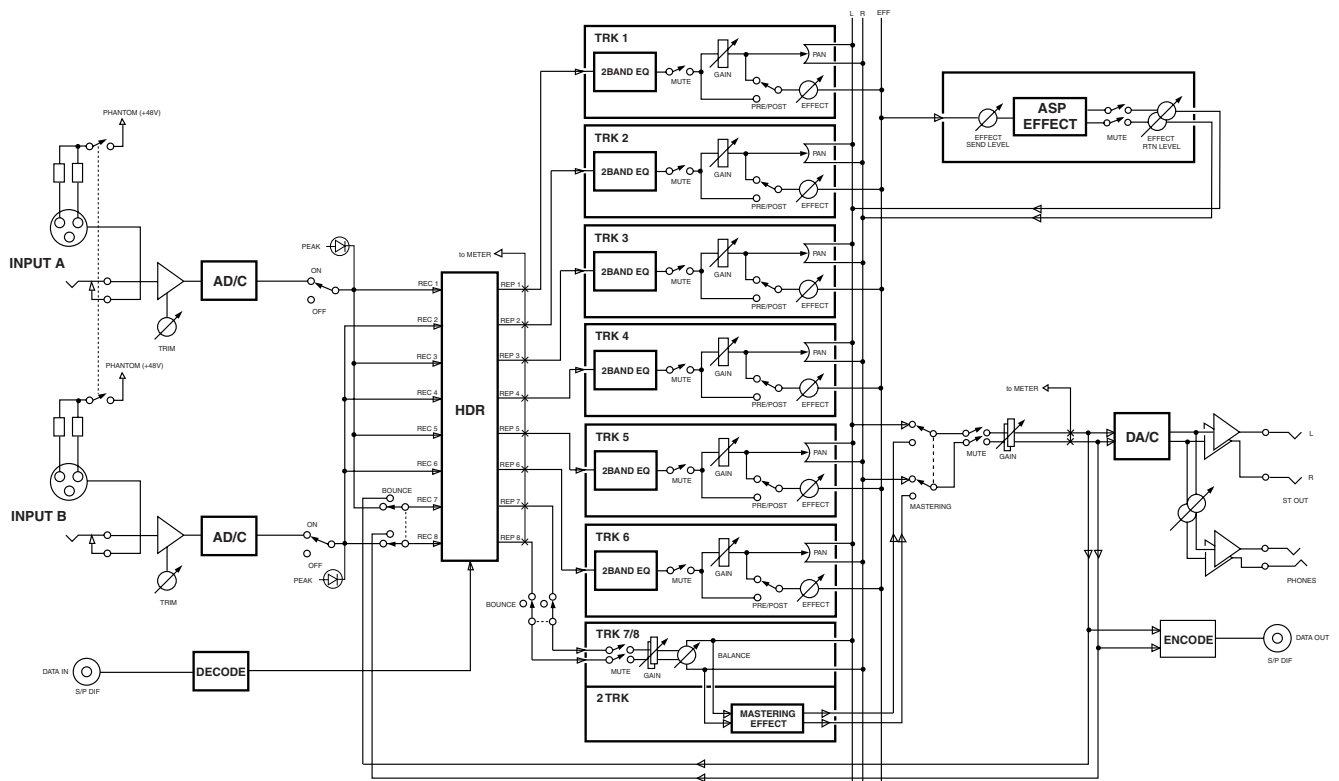 L R EFF
PHANTOM (+48V)
INPUT A
TRIM
AD/C
ON
OFF
PEAK
PHANTOM (+48V)
INPUT B
TRIM
AD/C
ON
OFF
PEAK
DATA IN
S/P DIF
DECODE
BOUNCE
REC 1
REC 2
REC 3
REC 4
REC 5
REC 6
REC 7
REC 8
HDR
to METER
REP 1
REP 2
REP 3
REP 4
REP 5
REP 6
REP 7
REP 8
BOUNCE
TRK 1
2BAND EQ
MUTE
GAIN
PAN
PRE/POST
EFFECT
TRK 2
2BAND EQ
MUTE
GAIN
PAN
PRE/POST
EFFECT
TRK 3
2BAND EQ
MUTE
GAIN
PAN
PRE/POST
EFFECT
TRK 4
2BAND EQ
MUTE
GAIN
PAN
PRE/POST
EFFECT
TRK 5
2BAND EQ
MUTE
GAIN
PAN
PRE/POST
EFFECT
TRK 6
2BAND EQ
MUTE
GAIN
PAN
PRE/POST
EFFECT
TRK 7/8
MUTE
GAIN
BALANCE
2 TRK
MASTERING
EFFECT
EFFECT
SEND LEVEL
ASP
EFFECT
MUTE
EFFECT
RTN LEVEL
MASTERING
MUTE
GAIN
to METER
DA/C
L
R
ST OUT
PHONES
ENCODE
DATA OUT
S/P DIF